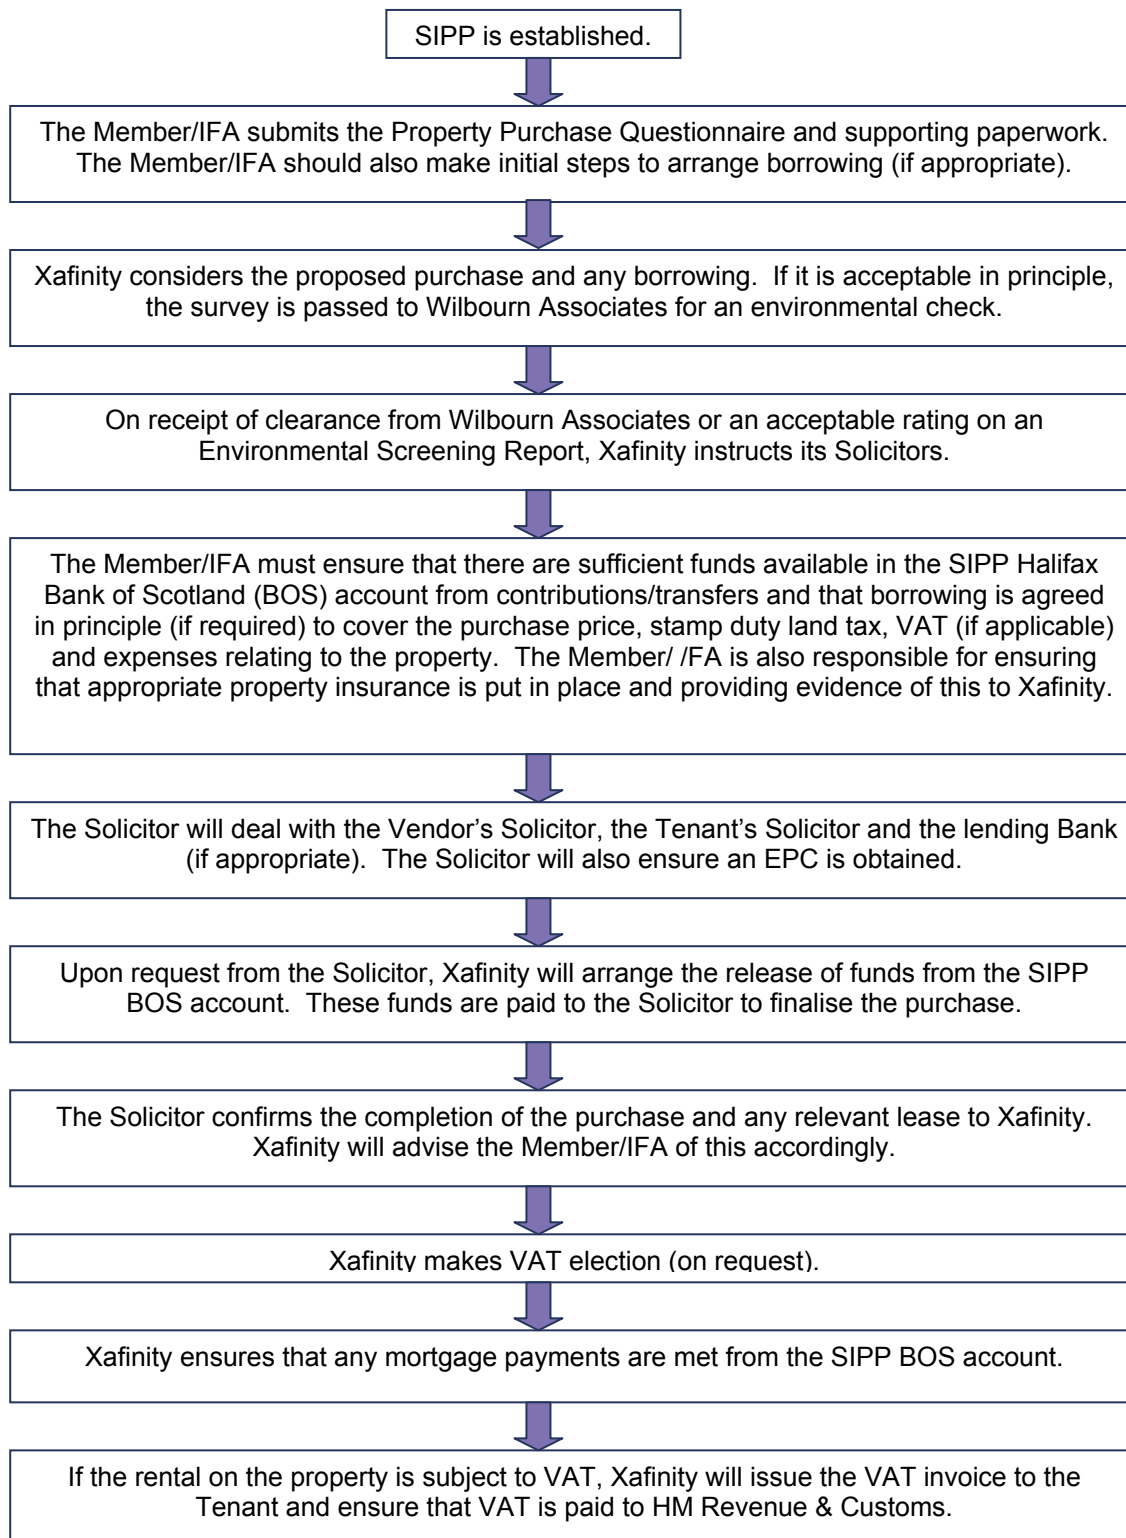 SIPP is established.
The Member/IFA submits the Property Purchase Questionnaire and supporting paperwork.
The Member/IFA should also make initial steps to arrange borrowing (if appropriate).
Xafinity considers the proposed purchase and any borrowing.  If it is acceptable in principle,
the survey is passed to Wilbourn Associates for an environmental check.
On receipt of clearance from Wilbourn Associates or an acceptable rating on an
Environmental Screening Report, Xafinity instructs its Solicitors.
The Member/IFA must ensure that there are sufficient funds available in the SIPP Halifax
Bank of Scotland (BOS) account from contributions/transfers and that borrowing is agreed
in principle (if required) to cover the purchase price, stamp duty land tax, VAT (if applicable)
and expenses relating to the property.  The Member/ /FA is also responsible for ensuring
that appropriate property insurance is put in place and providing evidence of this to Xafinity.
The Solicitor will deal with the Vendor's Solicitor, the Tenant's Solicitor and the lending Bank
(if appropriate).  The Solicitor will also ensure an EPC is obtained.
Upon request from the Solicitor, Xafinity will arrange the release of funds from the SIPP
BOS account.  These funds are paid to the Solicitor to finalise the purchase.
The Solicitor confirms the completion of the purchase and any relevant lease to Xafinity.
Xafinity will advise the Member/IFA of this accordingly.
Xafinity makes VAT election (on request).
Xafinity ensures that any mortgage payments are met from the SIPP BOS account.
If the rental on the property is subject to VAT, Xafinity will issue the VAT invoice to the
Tenant and ensure that VAT is paid to HM Revenue & Customs.